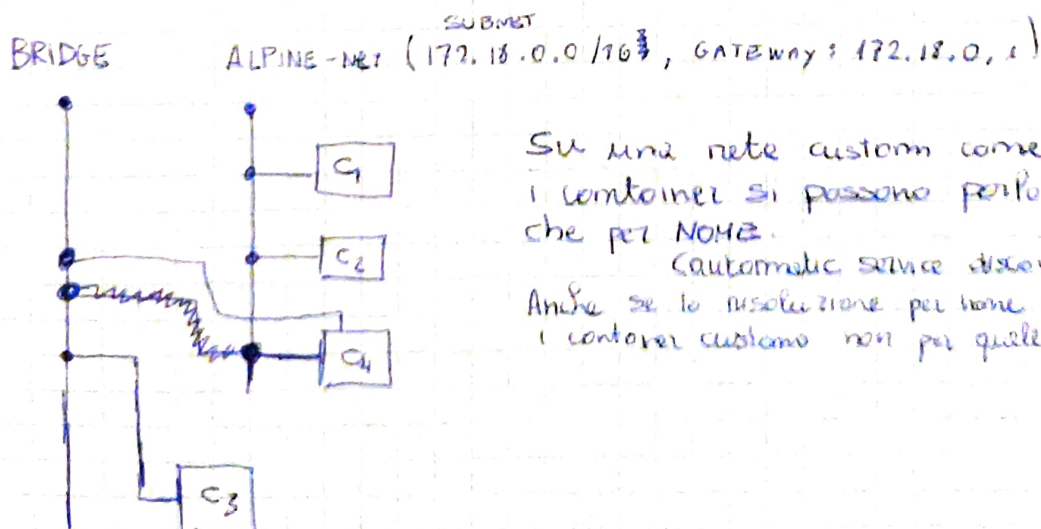 SUBNET
BRIDGE ALPINE-NET (172.18.0.0/16, GATEWAY: 172.18.0.1)
C1
Su una rete custom come
i container si possono parla
che per NOME.
C2
(automatic service disco
Anche se la risoluzione per nome
C4
i container custom non per quelle
C3